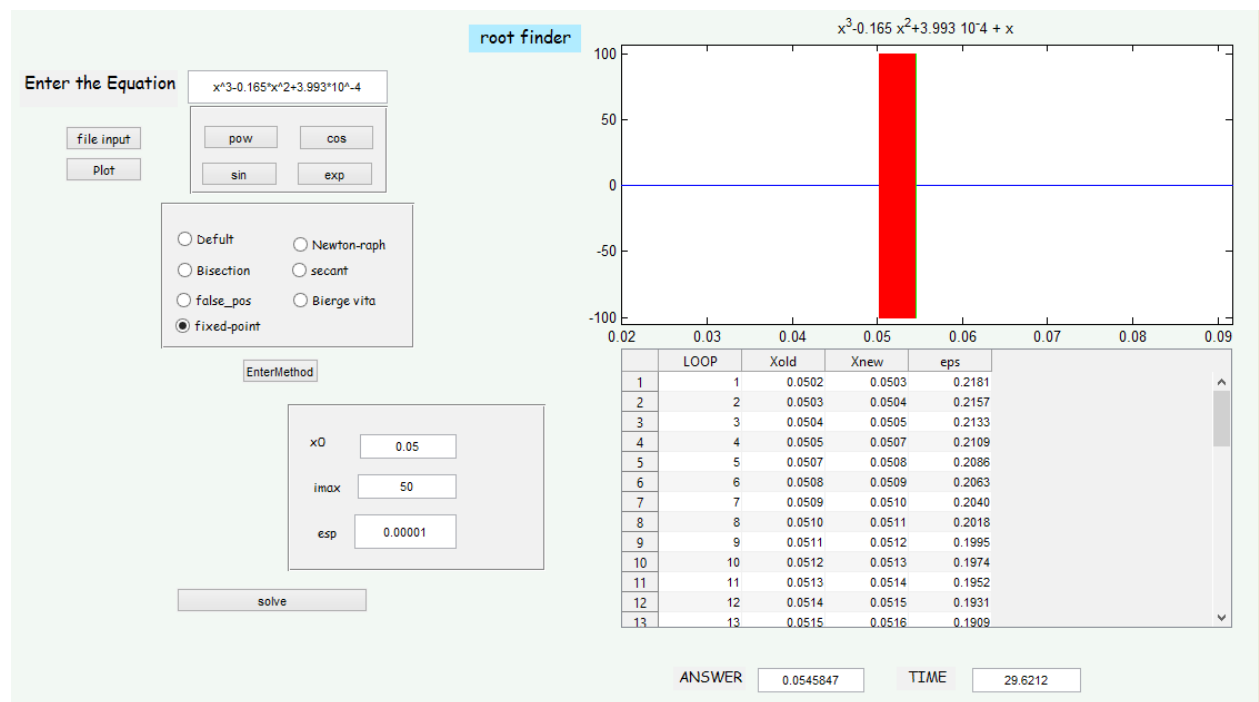 root finder
Enter the Equation
x^3-0.165*x^2+3.993*10^-4
file input
Plot
pow cos
sin exp
Defult Newton-raph
Bisection secant
false_pos Bierge vita
fixed-point
EnterMethod
x0 0.05
imax 50
esp 0.00001
solve
x³-0.165 x²+3.993 10⁻4 + x
100
50
0
-50
-100
0.02 0.03 0.04 0.05 0.06 0.07 0.08 0.09
LOOP Xold Xnew eps
1 1 0.0502 0.0503 0.2181
2 2 0.0503 0.0504 0.2157
3 3 0.0504 0.0505 0.2133
4 4 0.0505 0.0507 0.2109
5 5 0.0507 0.0508 0.2086
6 6 0.0508 0.0509 0.2063
7 7 0.0509 0.0510 0.2040
8 8 0.0510 0.0511 0.2018
9 9 0.0511 0.0512 0.1995
10 10 0.0512 0.0513 0.1974
11 11 0.0513 0.0514 0.1952
12 12 0.0514 0.0515 0.1931
13 13 0.0515 0.0516 0.1909
ANSWER 0.0545847 TIME 29.6212